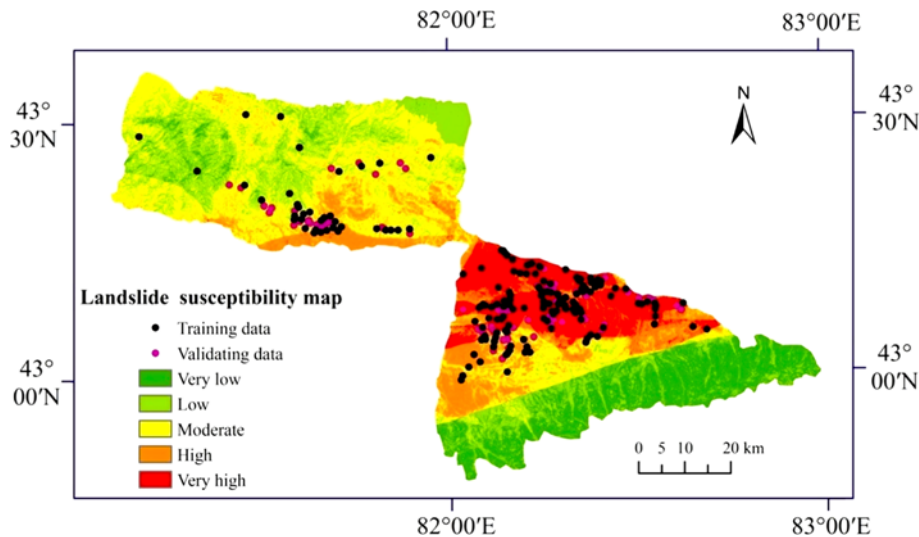 82°00′E 83°00′E
N
43°
30′N
43°
30′N
Landslide susceptibility map
Training data
Validating data
Very low
Low
Moderate
High
Very high
43°
00′N
43°
00′N
0 5 10 20 km
82°00′E 83°00′E